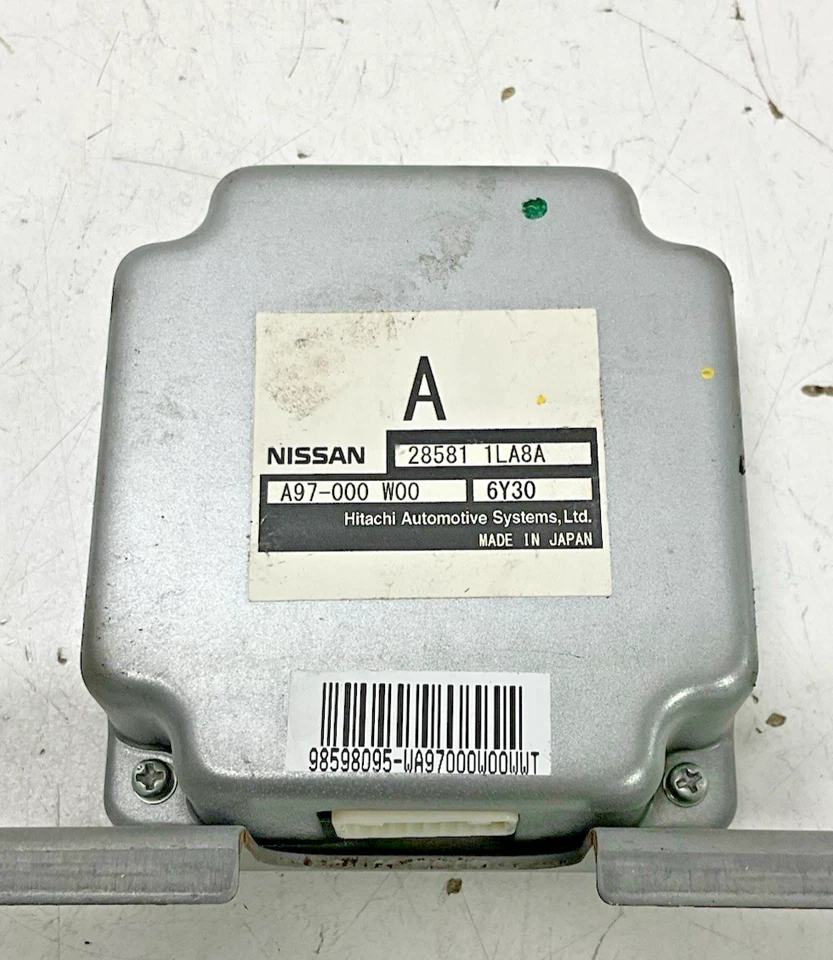 A
NISSAN 28581 1LA8A
A97-000 W00 6Y30
Hitachi Automotive Systems,Ltd.
MADE IN JAPAN
98598095-WA97000W00WWT